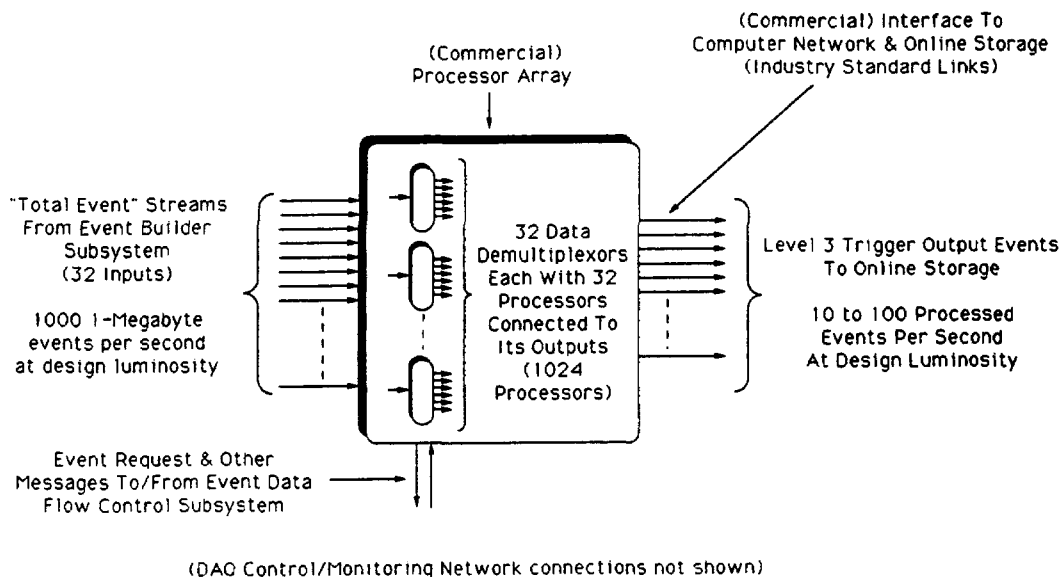 (Commercial) Interface To
Computer Network & Online Storage
(Industry Standard Links)
(Commercial)
Processor Array
"Total Event" Streams
From Event Builder
Subsystem
(32 Inputs)
1000 1-Megabyte
events per second
at design luminosity
32 Data
Demultiplexors
Each With 32
Processors
Connected To
Its Outputs
(1024
Processors)
Level 3 Trigger Output Events
To Online Storage
10 to 100 Processed
Events Per Second
At Design Luminosity
Event Request & Other
Messages To/From Event Data
Flow Control Subsystem
(DAQ Control/Monitoring Network connections not shown)